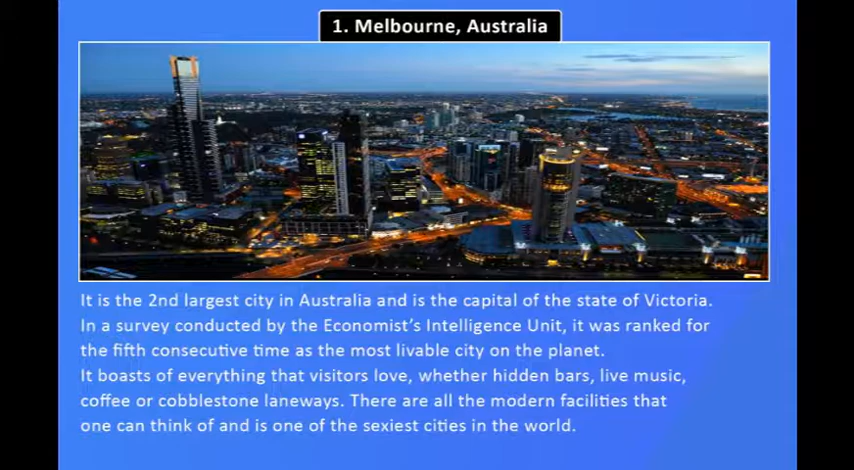 1. Melbourne, Australia
It is the 2nd largest city in Australia and is the capital of the state of Victoria.
In a survey conducted by the Economist's Intelligence Unit, it was ranked for
the fifth consecutive time as the most livable city on the planet.
It boasts of everything that visitors love, whether hidden bars, live music,
coffee or cobblestone laneways. There are all the modern facilities that
one can think of and is one of the sexiest cities in the world.